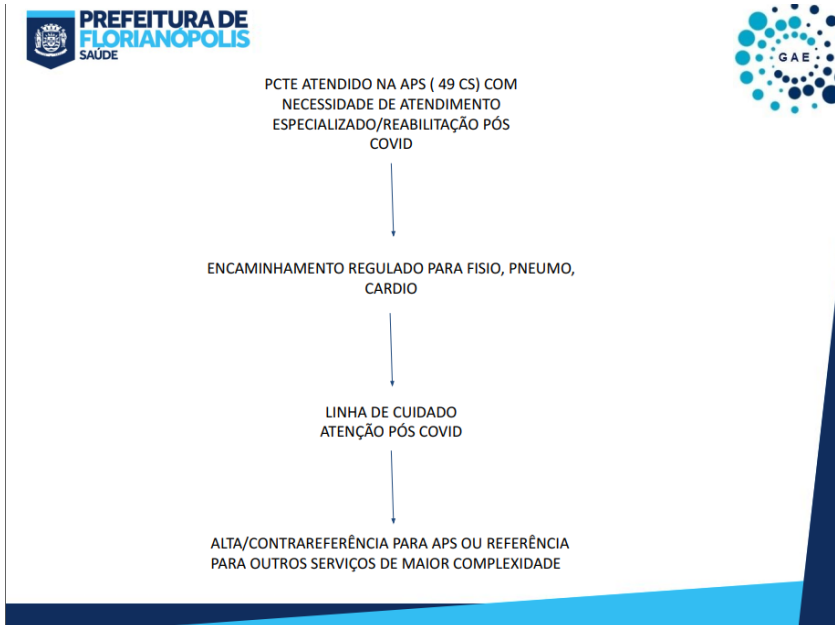 PREFEITURA DE
FLORIANÓPOLIS
SAÚDE
GAE
PCTE ATENDIDO NA APS ( 49 CS) COM
NECESSIDADE DE ATENDIMENTO
ESPECIALIZADO/REABILITAÇÃO PÓS
COVID
ENCAMINHAMENTO REGULADO PARA FISIO, PNEUMO,
CARDIO
LINHA DE CUIDADO
ATENÇÃO PÓS COVID
ALTA/CONTRAREFERÊNCIA PARA APS OU REFERÊNCIA
PARA OUTROS SERVIÇOS DE MAIOR COMPLEXIDADE